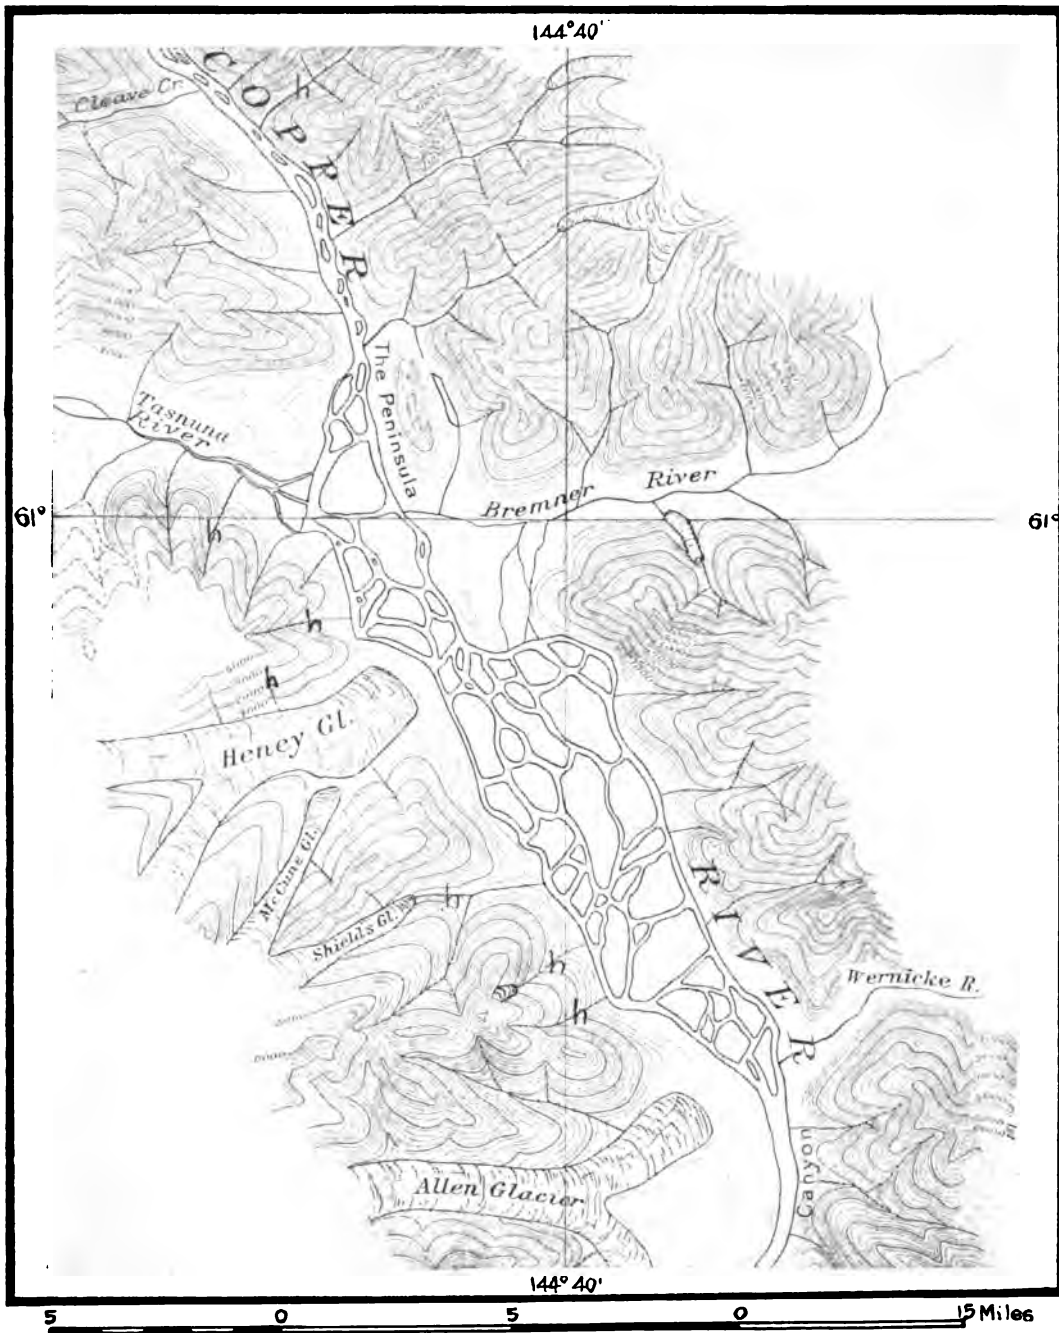 144°40'
COPPER
h
Cleave Cr.
The Peninsula
Tasnuna
River
Bremner River
61°
61°
h
h
h
Heney Gl.
McCune Gl.
Shields Gl.
h
RIVER
h
Wernicke R.
h
Canyon
Allen Glacier
144°40'
5 0 5 0 15 Miles